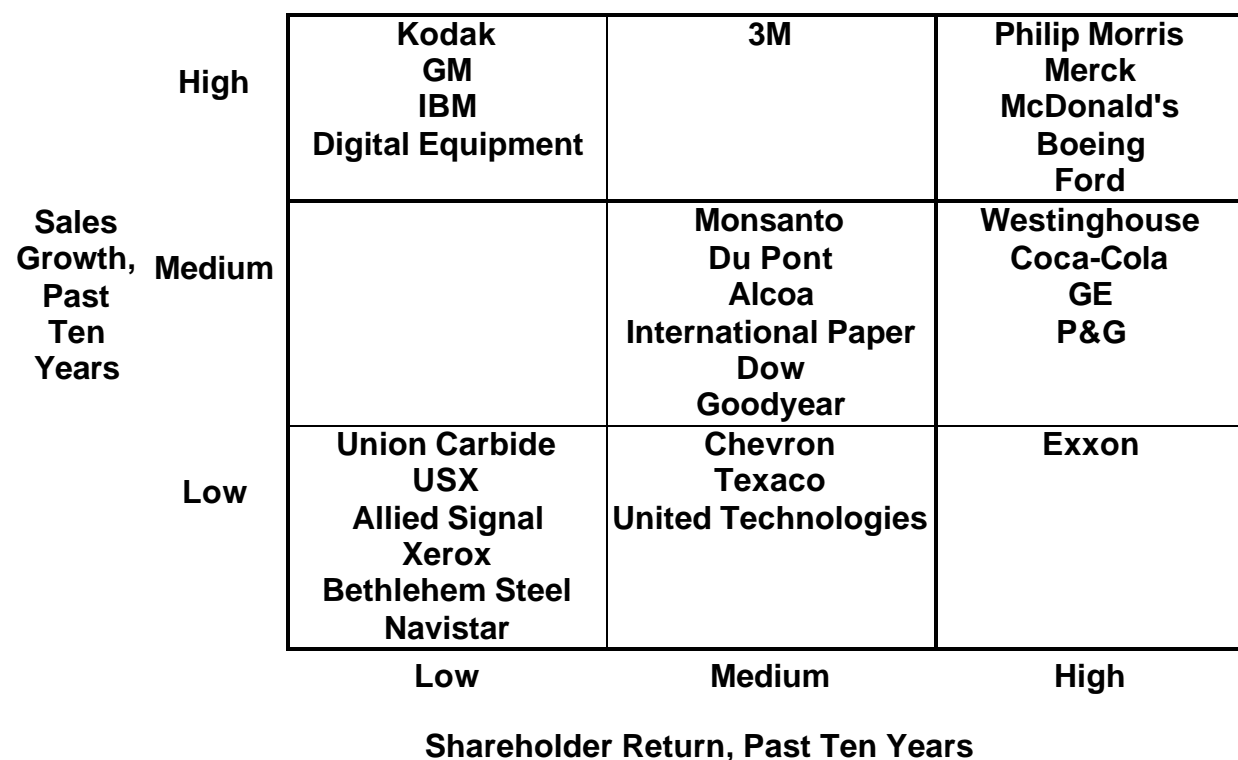 Kodak 3M Philip Morris
High GM Merck
IBM McDonald's
Digital Equipment Boeing
Ford
Sales Monsanto Westinghouse
Growth, Medium Du Pont Coca-Cola
Past Alcoa GE
Ten International Paper P&G
Years Dow
Goodyear
Union Carbide Chevron Exxon
Low USX Texaco
Allied Signal United Technologies
Xerox
Bethlehem Steel
Navistar
Low Medium High
Shareholder Return, Past Ten Years